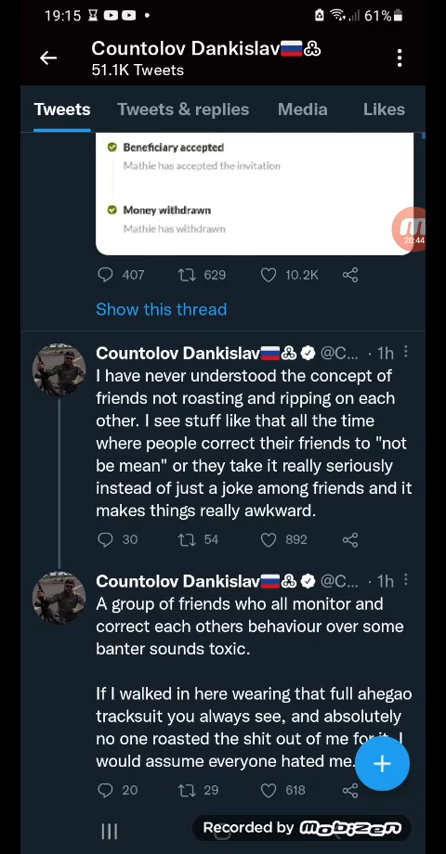 19:15 61%
Countolov Dankislav🇷🇺
51.1K Tweets
Tweets Tweets & replies Media Likes
Beneficiary accepted
Mathie has accepted the invitation
Money withdrawn
Mathie has withdrawn
20:44
407 629 10.2K
Show this thread
Countolov Dankislav🇷🇺 @C... · 1h
I have never understood the concept of
friends not roasting and ripping on each
other. I see stuff like that all the time
where people correct their friends to "not
be mean" or they take it really seriously
instead of just a joke among friends and it
makes things really awkward.
30 54 892
Countolov Dankislav🇷🇺 @C... · 1h
A group of friends who all monitor and
correct each others behaviour over some
banter sounds toxic.
If I walked in here wearing that full ahegao
tracksuit you always see, and absolutely
no one roasted the shit out of me for it, I
would assume everyone hated me.
20 29 618
Recorded by mobizen